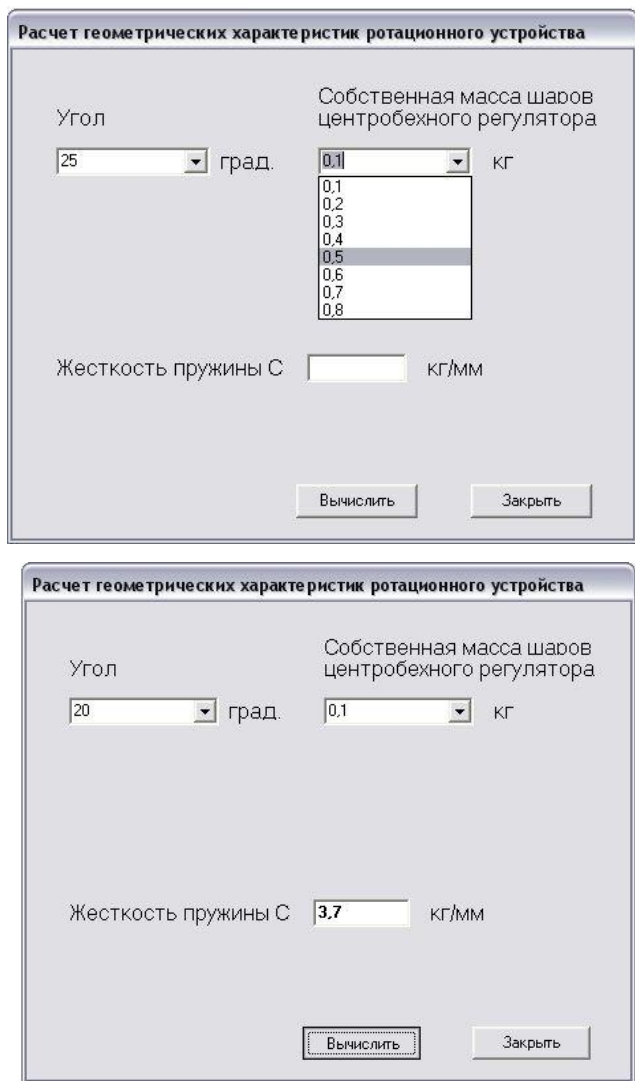 Расчет геометрических характеристик ротационного устройства
Собственная масса шаров
Угол центробехного регулятора
25 град. 0,1 кг
0,1
0,2
0,3
0,4
0,5
0,6
0,7
0,8
Жесткость пружины С кг/мм
Вычислить Закрыть
Расчет геометрических характеристик ротационного устройства
Собственная масса шаров
Угол центробехного регулятора
20 град. 0,1 кг
Жесткость пружины С 3,7 кг/мм
Вычислить Закрыть